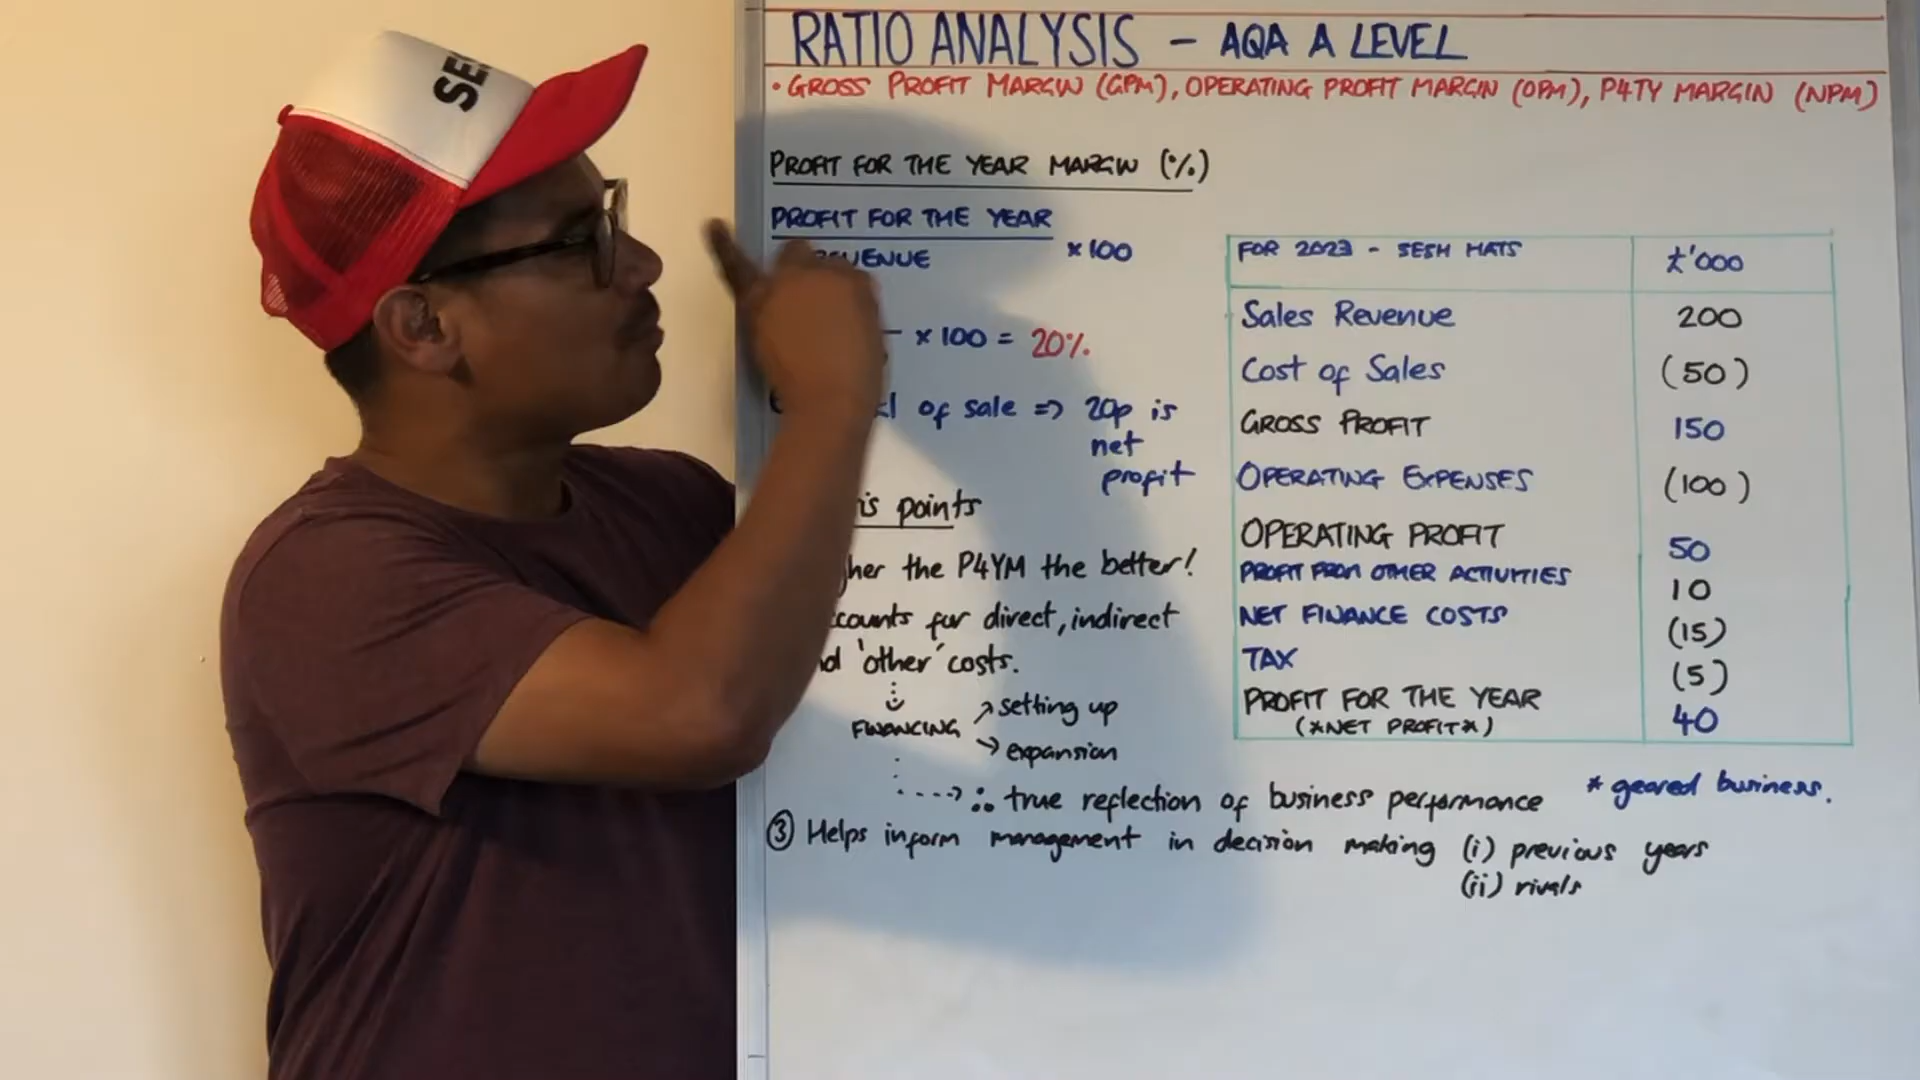 RATIO ANALYSIS - AQA A LEVEL
• GROSS PROFIT MARGIN (GPM), OPERATING PROFIT MARGIN (OPM), P4TY MARGIN (NPM)
PROFIT FOR THE YEAR MARGIN (%)
PROFIT FOR THE YEAR
× 100
× 100 = 20%
of sale => 20p is
net
profit
points
the P4YM the better!
for direct, indirect
'other' costs.
FINANCING
setting up
expansion
∴ true reflection of business performance
* geared business.
③ Helps inform management in decision making (i) previous years
(ii) rivals
FOR 2023 - SESH HATS £'000
Sales Revenue 200
Cost of Sales (50)
GROSS PROFIT 150
OPERATING EXPENSES (100)
OPERATING PROFIT 50
PROFIT FROM OTHER ACTIVITIES 10
NET FINANCE COSTS (15)
TAX (5)
PROFIT FOR THE YEAR 40
(*NET PROFIT*)